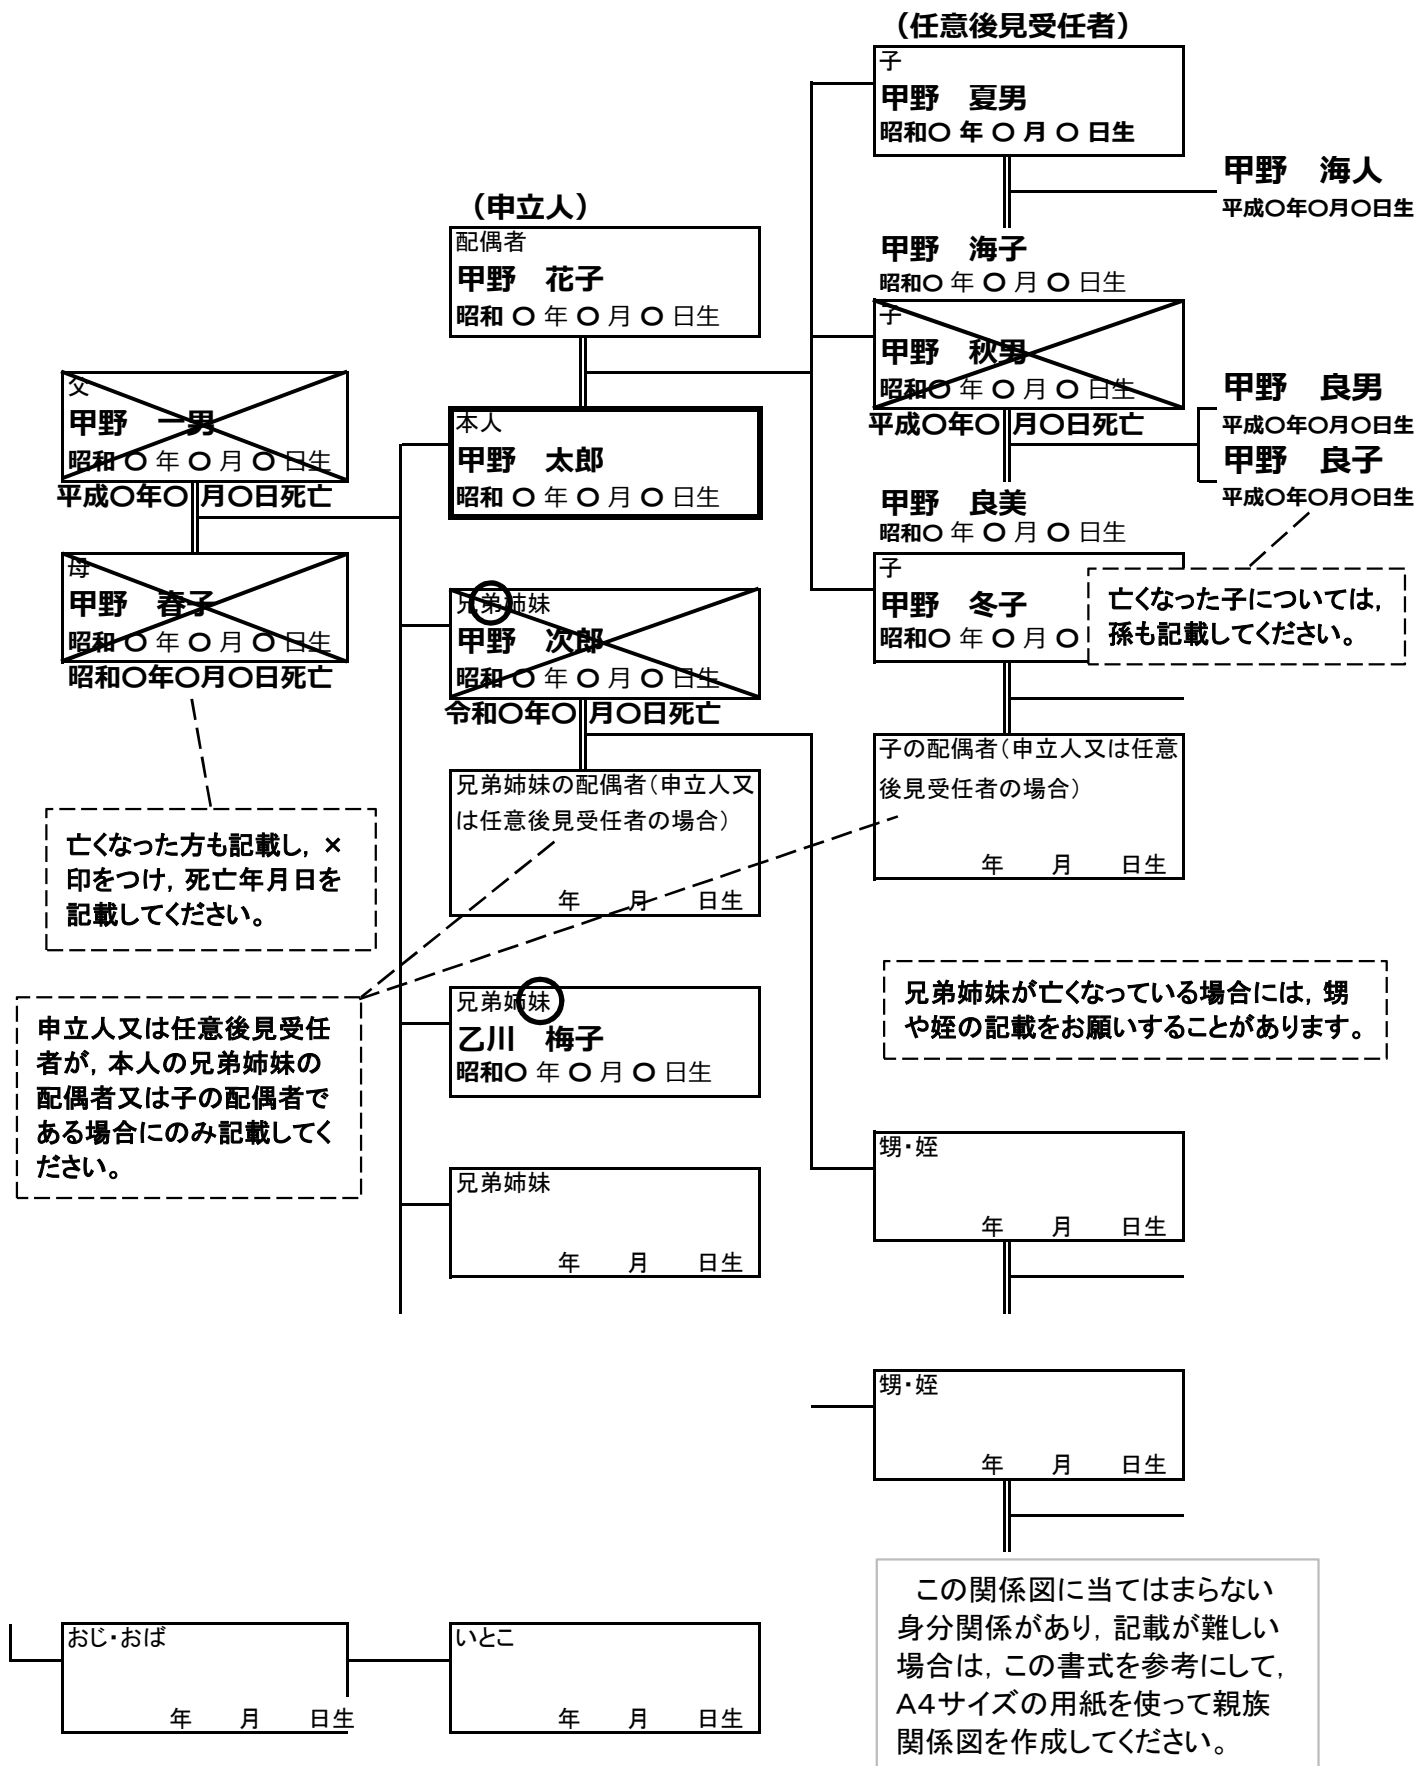 （任意後見受任者）
子
甲野　夏男
昭和○ 年 ○ 月 ○ 日生
甲野　海人
平成○年○月○日生
甲野　海子
昭和○ 年 ○ 月 ○ 日生
（申立人）
配偶者
甲野　花子
昭和 ○ 年 ○ 月 ○ 日生
子
甲野　秋男
昭和○ 年 ○ 月 ○ 日生
平成○年○月○日死亡
甲野　良男
平成○年○月○日生
甲野　良子
平成○年○月○日生
甲野　良美
昭和○ 年 ○ 月 ○ 日生
父
甲野　一男
昭和 ○ 年 ○ 月 ○ 日生
平成○年○月○日死亡
本人
甲野　太郎
昭和 ○ 年 ○ 月 ○ 日生
母
甲野　春子
昭和 ○ 年 ○ 月 ○ 日生
昭和○年○月○日死亡
兄弟姉妹
甲野　次郎
昭和 ○ 年 ○ 月 ○ 日生
令和○年○月○日死亡
子
甲野　冬子
昭和○ 年 ○ 月 ○
亡くなった子については，
孫も記載してください。
兄弟姉妹の配偶者（申立人又
は任意後見受任者の場合）
年　月　日生
子の配偶者（申立人又は任意
後見受任者の場合）
年　月　日生
亡くなった方も記載し，×
印をつけ，死亡年月日を
記載してください。
申立人又は任意後見受任
者が，本人の兄弟姉妹の
配偶者又は子の配偶者で
ある場合にのみ記載してく
ださい。
兄弟姉妹
乙川　梅子
昭和○ 年 ○ 月 ○ 日生
兄弟姉妹が亡くなっている場合には，甥
や姪の記載をお願いすることがあります。
兄弟姉妹
年　月　日生
甥・姪
年　月　日生
甥・姪
年　月　日生
おじ・おば
年　月　日生
いとこ
年　月　日生
この関係図に当てはまらない
身分関係があり，記載が難しい
場合は，この書式を参考にして，
Ａ４サイズの用紙を使って親族
関係図を作成してください。